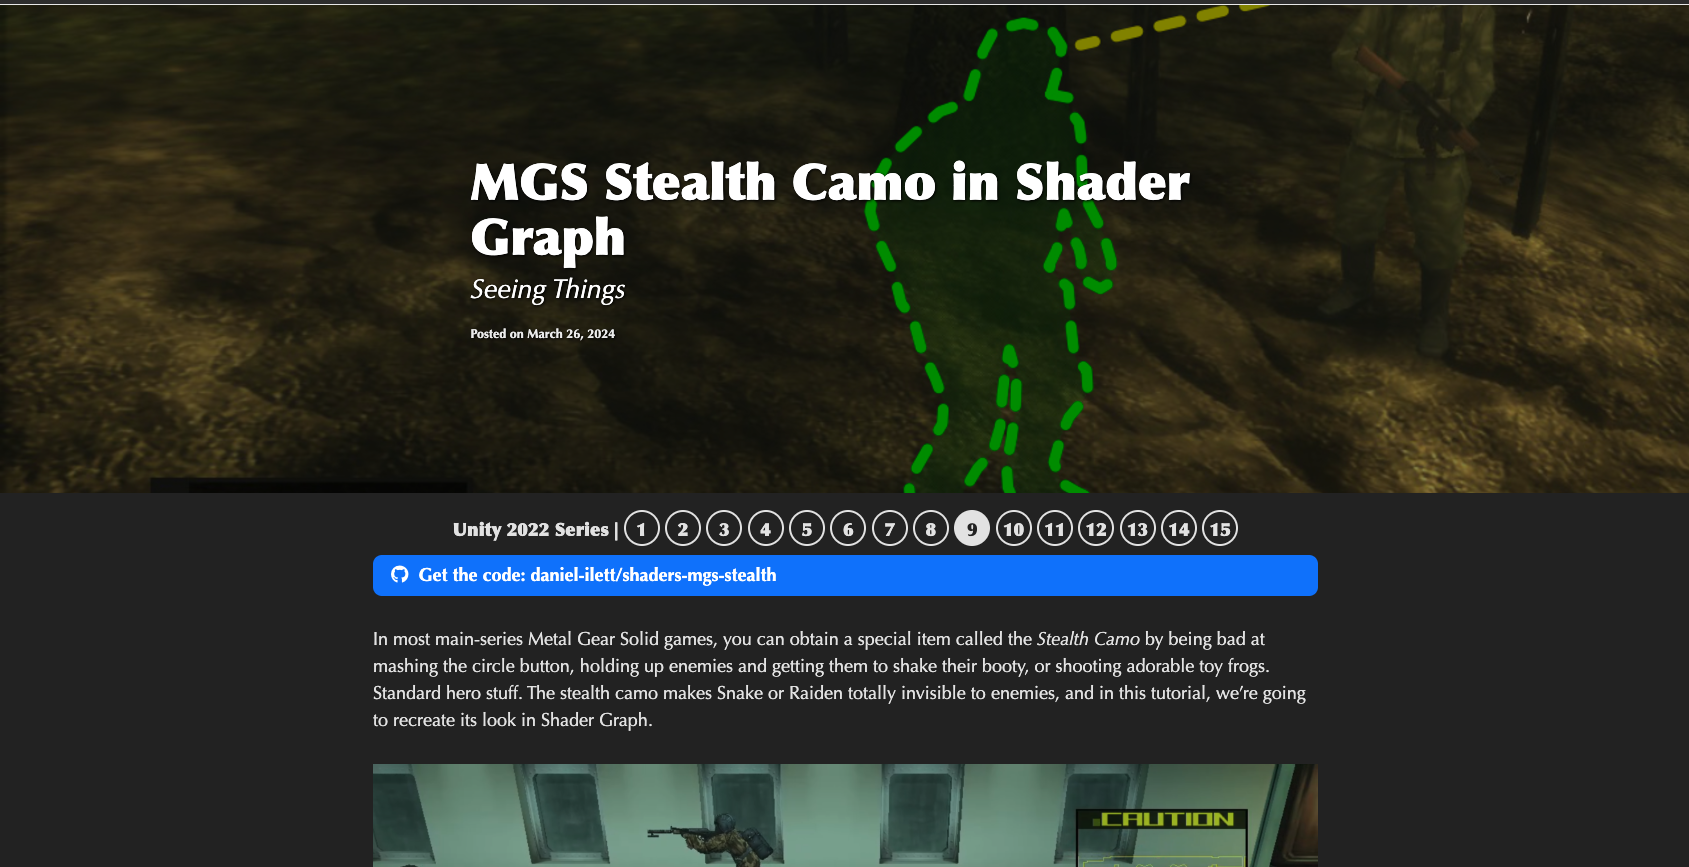 MGS Stealth Camo in Shader
Graph
Seeing Things
Posted on March 26, 2024
Unity 2022 Series | 1 2 3 4 5 6 7 8 9 10 11 12 13 14 15
Get the code: daniel-ilett/shaders-mgs-stealth
In most main-series Metal Gear Solid games, you can obtain a special item called the Stealth Camo by being bad at
mashing the circle button, holding up enemies and getting them to shake their booty, or shooting adorable toy frogs.
Standard hero stuff. The stealth camo makes Snake or Raiden totally invisible to enemies, and in this tutorial, we’re going
to recreate its look in Shader Graph.
CAUTION